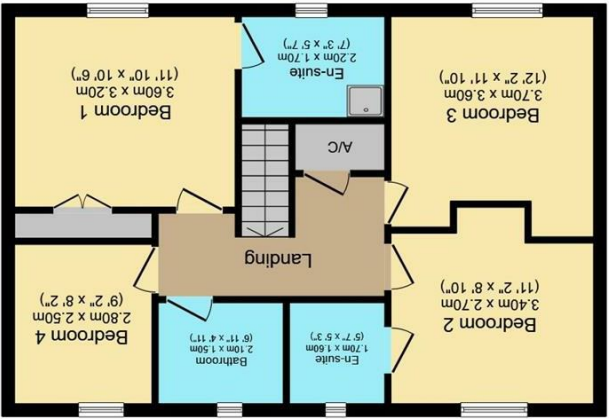 Bedroom 2
3.40m x 2.70m
(11' 2" x 8' 10")
En-suite
1.70m x 1.60m
(5' 7" x 5' 3")
Bathroom
2.10m x 1.50m
(6' 11" x 4' 11")
Bedroom 4
2.80m x 2.50m
(9' 2" x 8' 2")
Landing
A/C
Bedroom 3
3.70m x 3.60m
(12' 2" x 11' 10")
En-suite
2.20m x 1.70m
(7' 3" x 5' 7")
Bedroom 1
3.60m x 3.20m
(11' 10" x 10' 6")